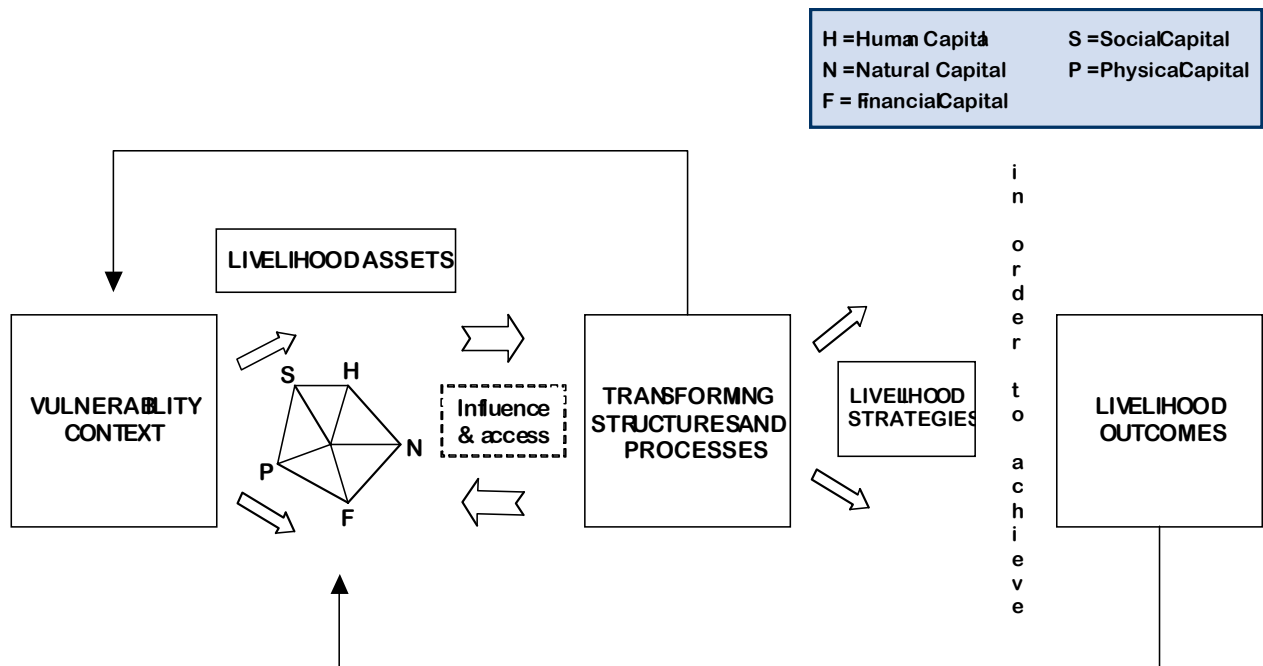 H = Human Capital
S = Social Capital
N = Natural Capital
P = Physical Capital
F = Financial Capital
LIVELIHOOD ASSETS
VULNERABILITY
CONTEXT
S
H
N
P
F
Influence
& access
TRANSFORMING
STRUCTURES AND
PROCESSES
LIVELIHOOD
STRATEGIES
in order to achieve
LIVELIHOOD
OUTCOMES